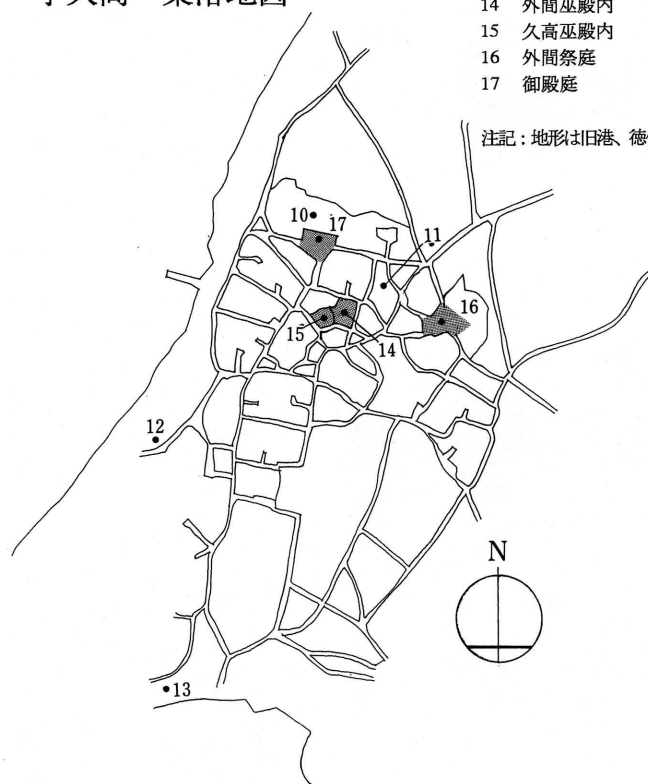 集落地図
14 外間巫殿内
15 久高巫殿内
16 外間祭庭
17 御殿庭
注記：地形は旧港、徳
10
17
11
16
15
14
12
N
13